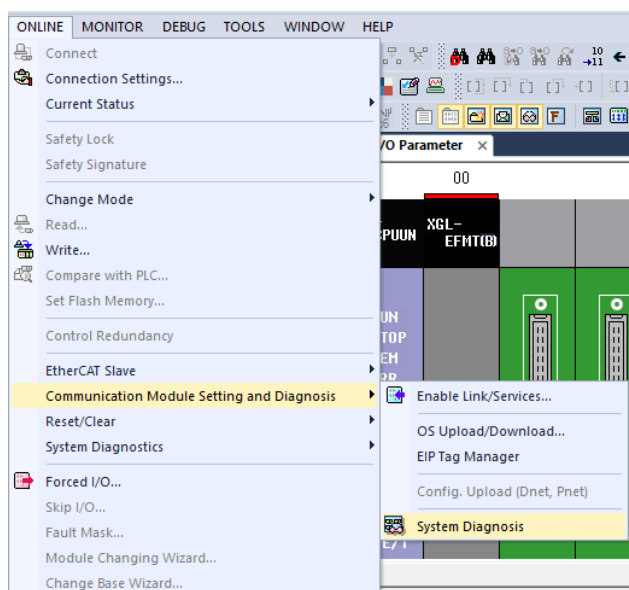 ONLINE MONITOR DEBUG TOOLS WINDOW HELP
Connect
Connection Settings...
Current Status
Safety Lock
Safety Signature
Change Mode
Read...
Write...
Compare with PLC...
Set Flash Memory...
Control Redundancy
EtherCAT Slave
Communication Module Setting and Diagnosis
Reset/Clear
System Diagnostics
Forced I/O...
Skip I/O...
Fault Mask...
Module Changing Wizard...
Change Base Wizard...
Enable Link/Services...
OS Upload/Download...
EIP Tag Manager
Config. Upload (Dnet, Pnet)
System Diagnosis
10
11
F
/O Parameter
00
PUUN
XGL-
EFMT(B)
UN
TOP
EM